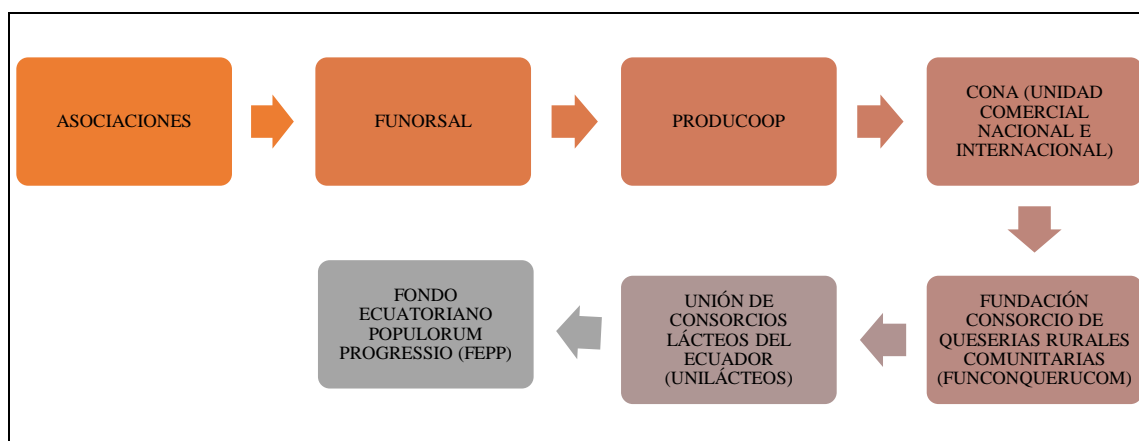 ASOCIACIONES
FUNORSAL
PRODUCOOP
CONA (UNIDAD
COMERCIAL
NACIONAL E
INTERNACIONAL)
FUNDACIÓN
CONSORCIO DE
QUESERIAS RURALES
COMUNITARIAS
(FUNCONQUERUCOM)
UNIÓN DE
CONSORCIOS
LÁCTEOS DEL
ECUADOR
(UNILÁCTEOS)
FONDO
ECUATORIANO
POPULORUM
PROGRESSIO (FEPP)